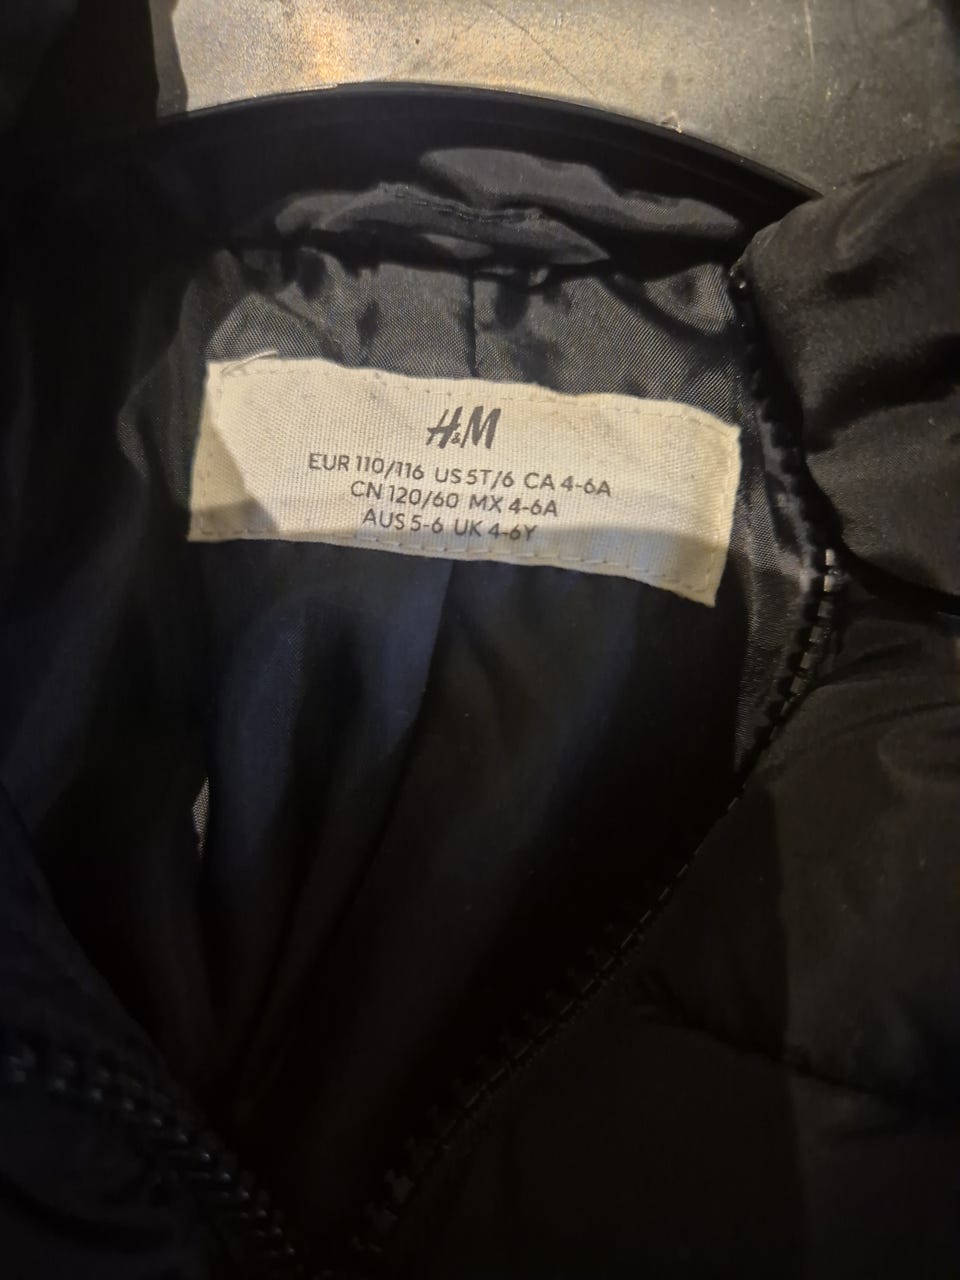 H&M
EUR 110/116 US 5T/6 CA 4-6A
CN 120/60 MX 4-6A
AUS 5-6 UK 4-6Y